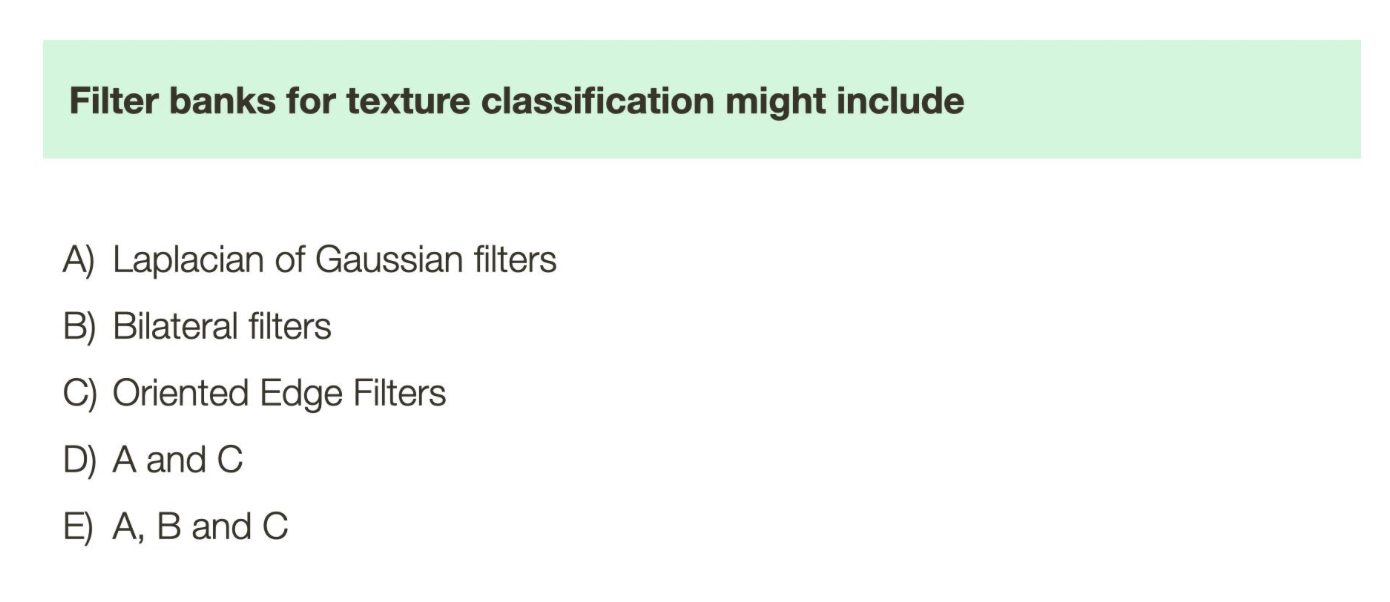 Filter banks for texture classification might include
A) Laplacian of Gaussian filters
B) Bilateral filters
C) Oriented Edge Filters
D) A and C
E) A, B and C